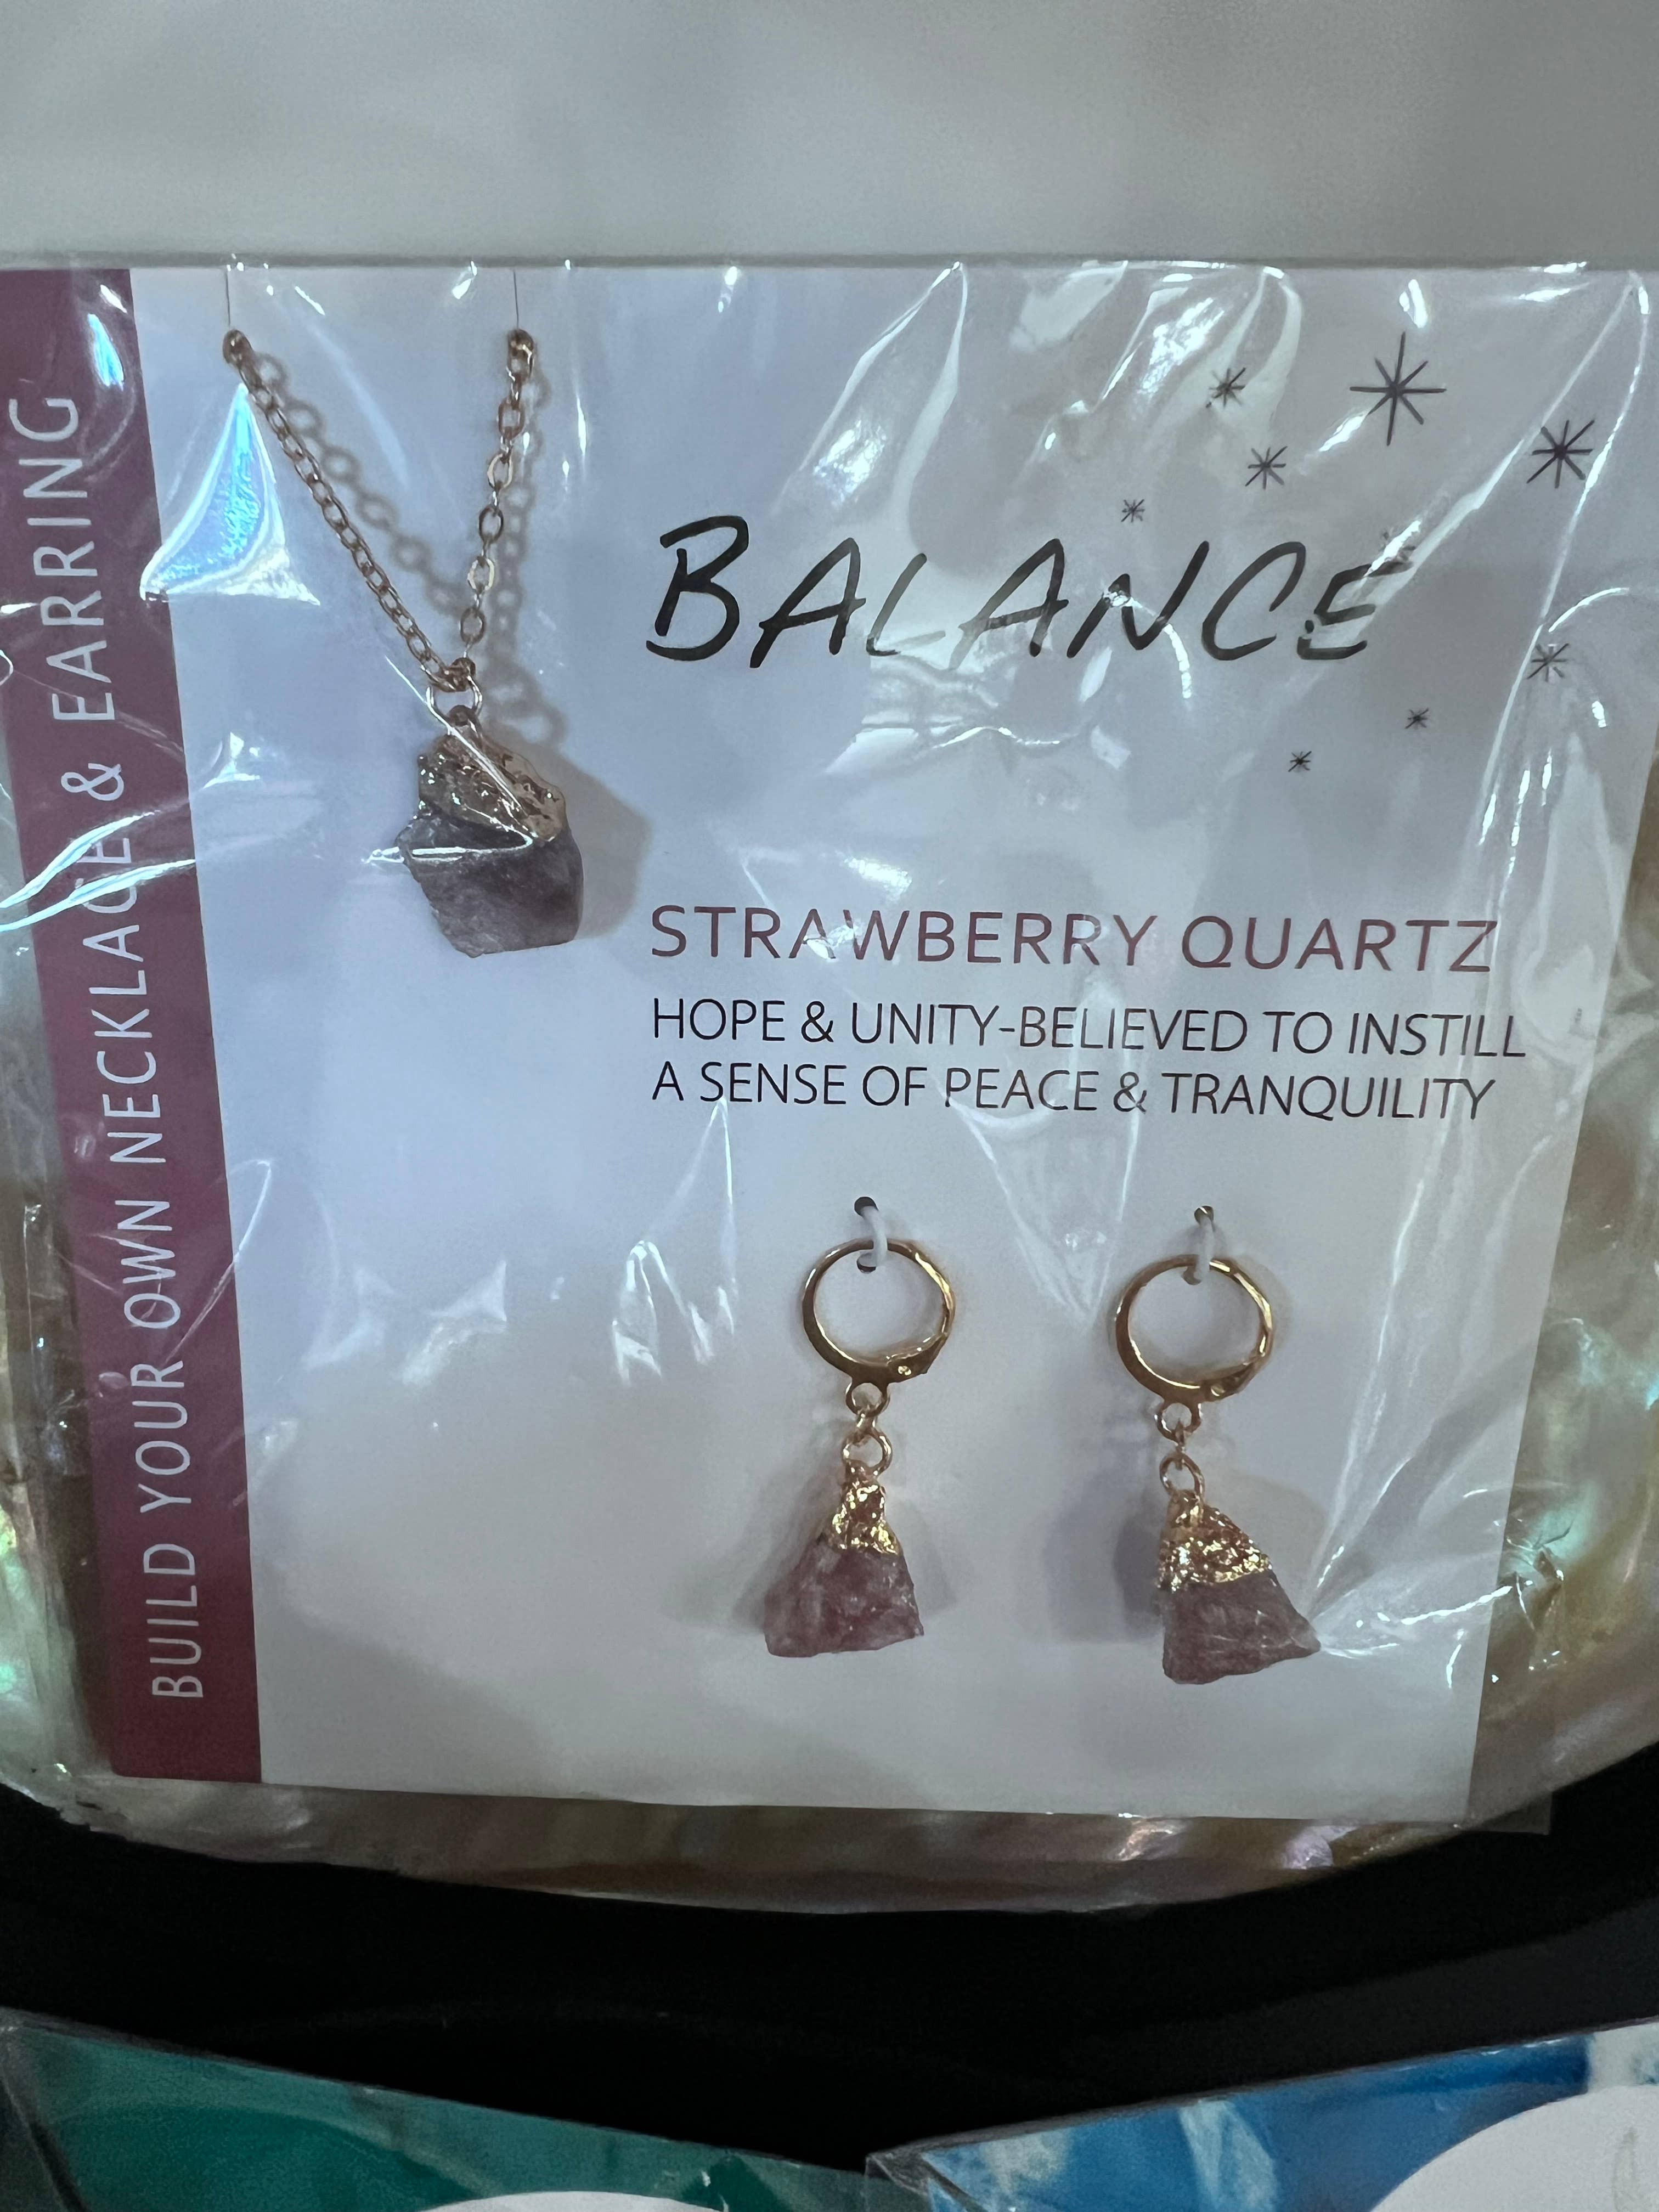 BUILD YOUR OWN NECKLACE & EARRING
BALANCE
STRAWBERRY QUARTZ
HOPE & UNITY-BELIEVED TO INSTILL
A SENSE OF PEACE & TRANQUILITY